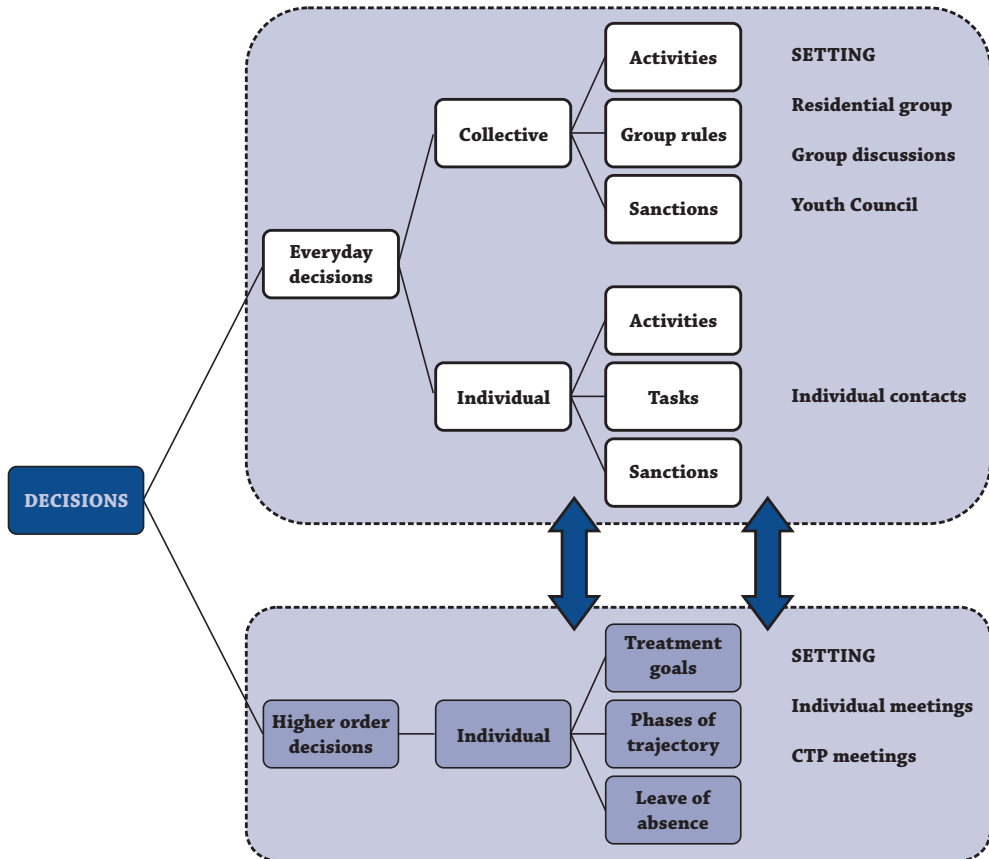 Activities
SETTING
Residential group
Collective
Group rules
Group discussions
Sanctions
Youth Council
Everyday
decisions
Activities
Individual
Tasks
Individual contacts
Sanctions
DECISIONS
Treatment
goals
SETTING
Higher order
decisions
Individual
Phases of
trajectory
Individual meetings
CTP meetings
Leave of
absence